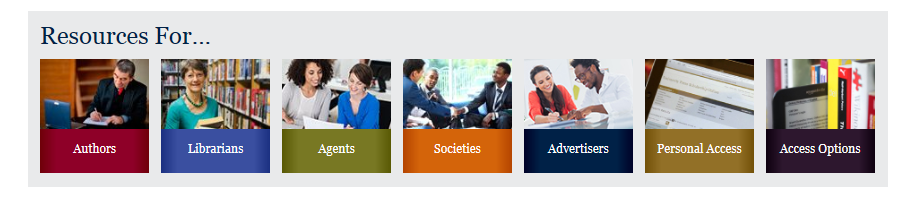 Resources For...
Authors
Librarians
Agents
Societies
Advertisers
Personal Access
Access Options